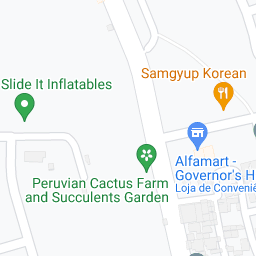 Samgyup Korean
Slide It Inflatables
Alfamart -
Governor's H
Loja de Conveniê
Peruvian Cactus Farm
and Succulents Garden